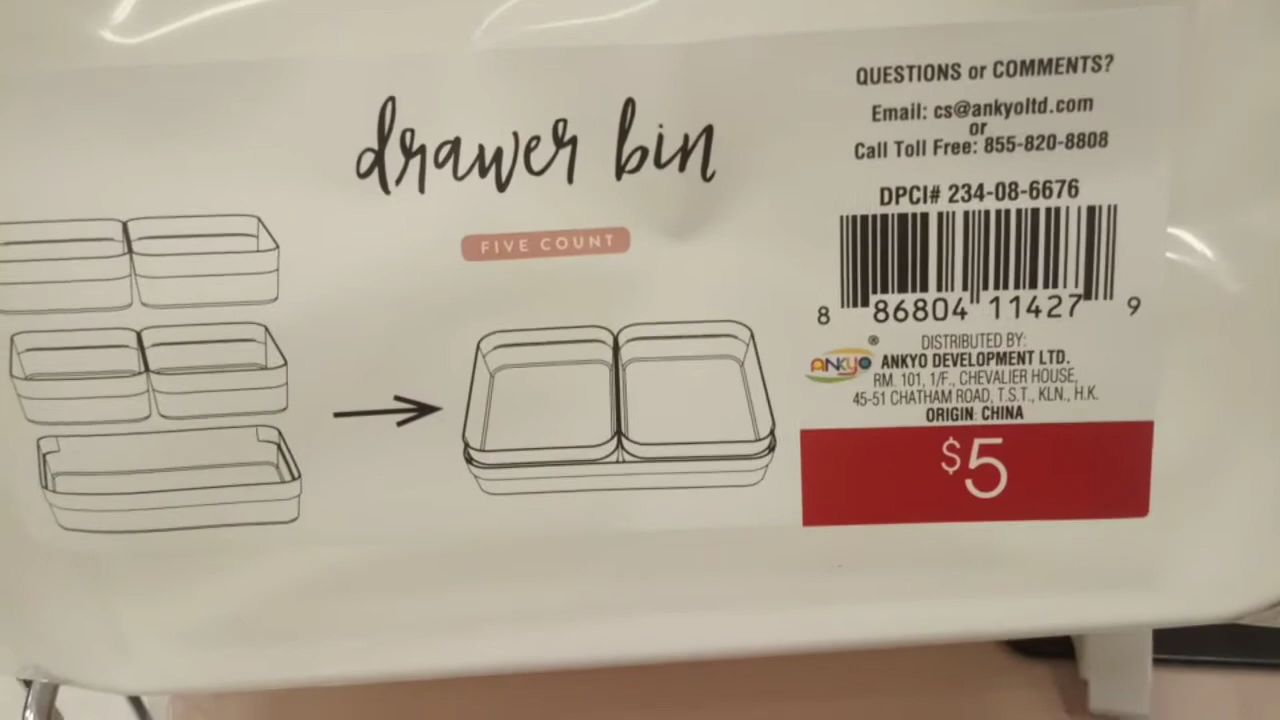 drawer bin
FIVE COUNT
QUESTIONS or COMMENTS?
Email: cs@ankyoltd.com
or
Call Toll Free: 855-820-8808
DPCI# 234-08-6676
8 86804 11427 9
ANKYO ®
DISTRIBUTED BY:
ANKYO DEVELOPMENT LTD.
RM. 101, 1/F., CHEVALIER HOUSE,
45-51 CHATHAM ROAD, T.S.T., KLN., H.K.
ORIGIN: CHINA
$5